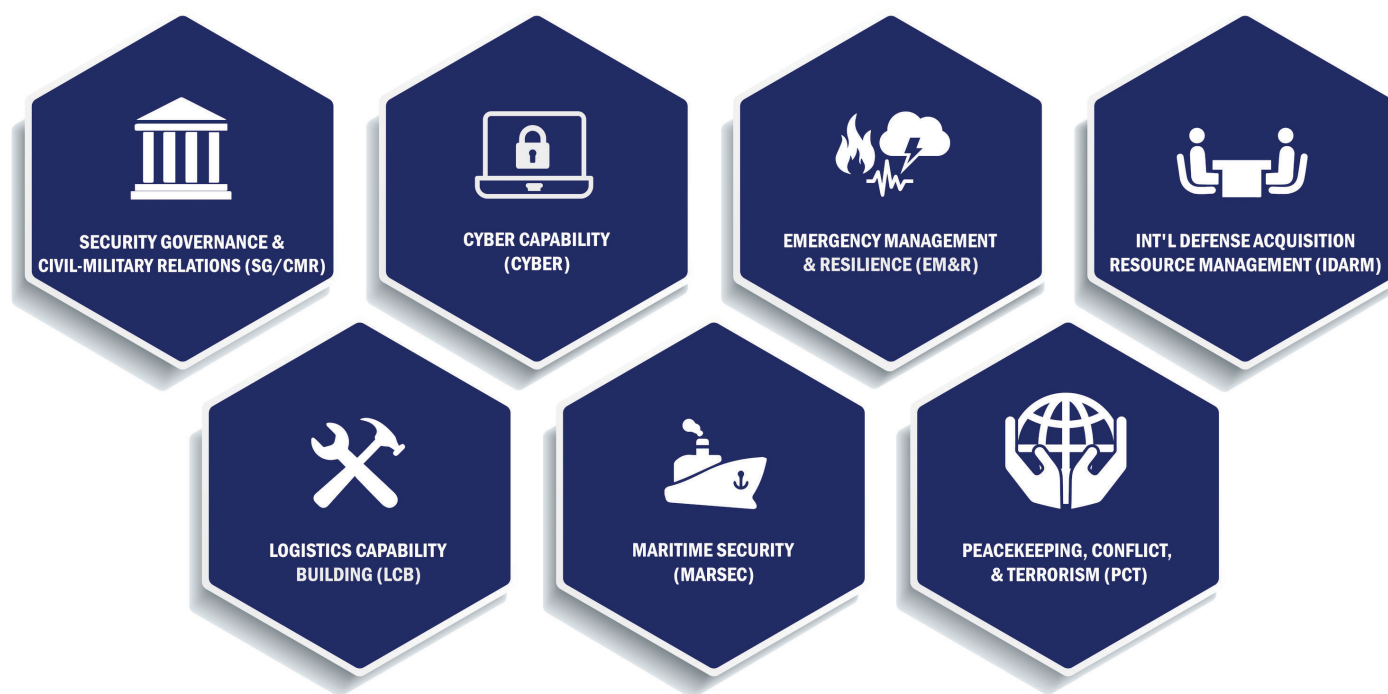 SECURITY GOVERNANCE &
CIVIL-MILITARY RELATIONS (SG/CMR)
CYBER CAPABILITY
(CYBER)
EMERGENCY MANAGEMENT
& RESILIENCE (EM&R)
INT'L DEFENSE ACQUISITION
RESOURCE MANAGEMENT (IDARM)
LOGISTICS CAPABILITY
BUILDING (LCB)
MARITIME SECURITY
(MARSEC)
PEACEKEEPING, CONFLICT,
& TERRORISM (PCT)